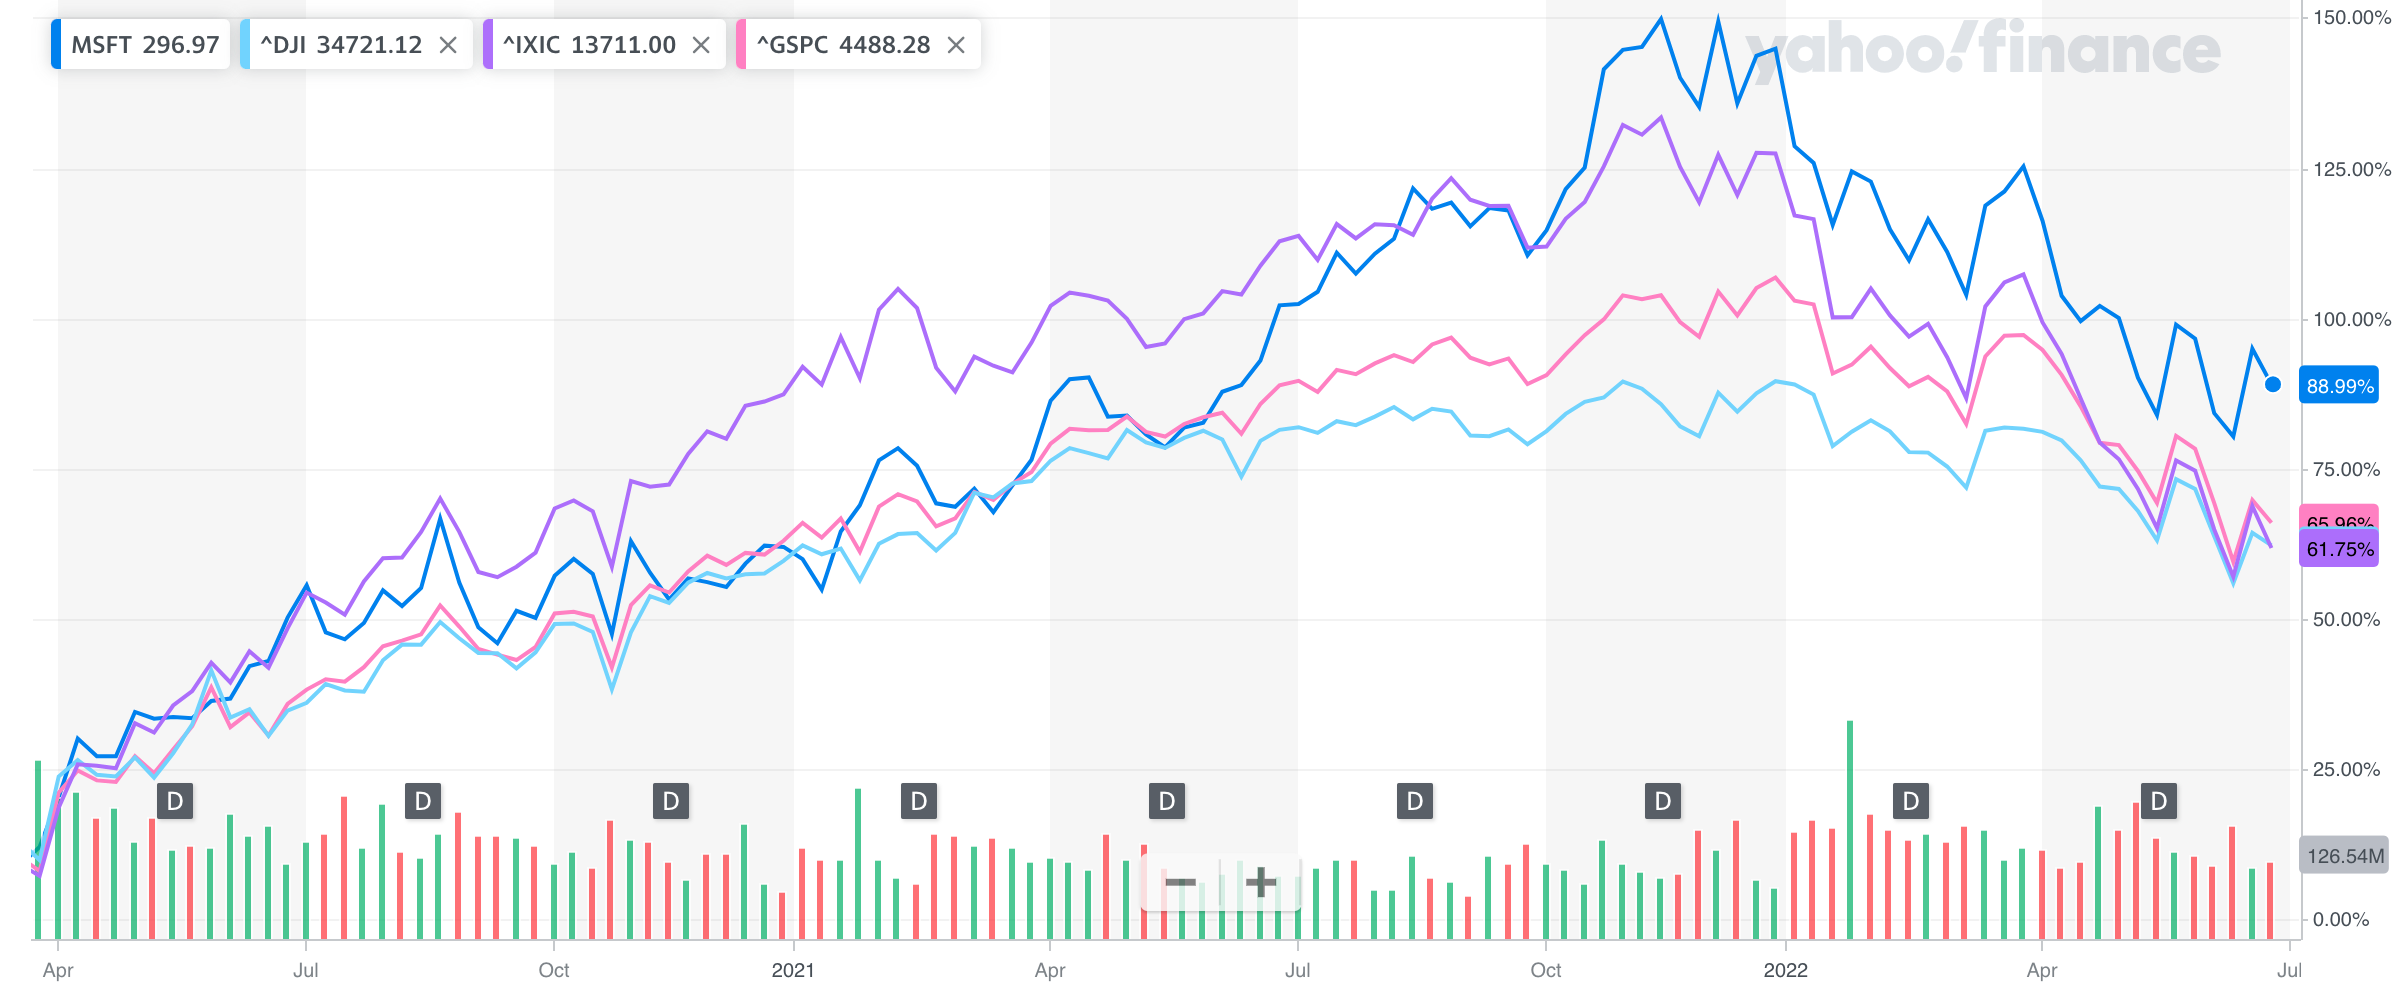 MSFT 296.97 ^DJI 34721.12 ^IXIC 13711.00 ^GSPC 4488.28
yahoo!finance
150.00%
125.00%
100.00%
88.99%
75.00%
65.96%
61.75%
50.00%
25.00%
D D D D D D D D D
126.54M
0.00%
Apr Jul Oct 2021 Apr Jul Oct 2022 Apr Jul